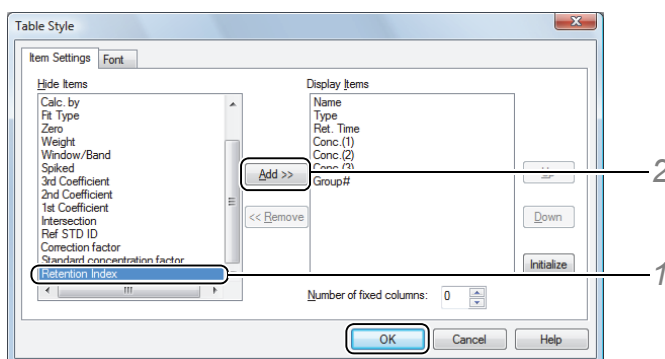 Table Style
Item Settings Font
Hide Items
Display Items
Calc. by
Fit Type
Zero
Weight
Window/Band
Spiked
3rd Coefficient
2nd Coefficient
1st Coefficient
Intersection
Ref STD ID
Correction factor
Standard concentration factor
Retention Index
Add >>
<< Remove
Name
Type
Ret. Time
Conc.(1)
Conc.(2)
Conc.(3)
Group#
Up
Down
Initialize
2
1
Number of fixed columns: 0
OK Cancel Help